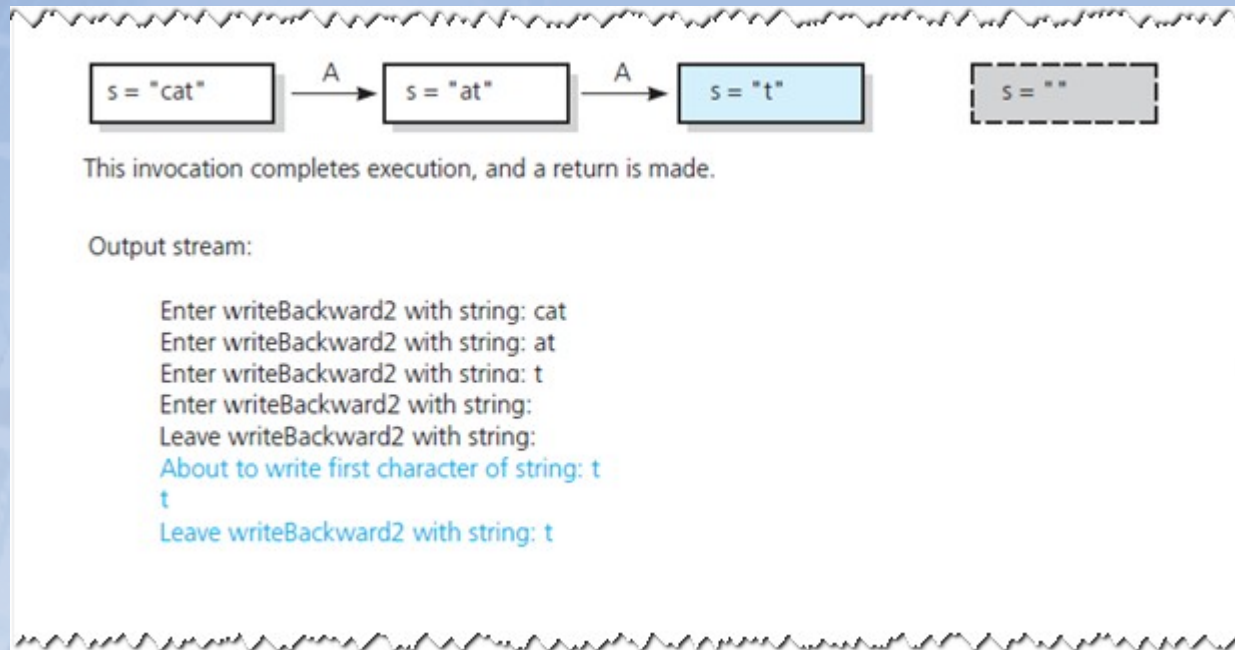 s = "cat" A s = "at" A s = "t" s = ""
This invocation completes execution, and a return is made.
Output stream:
Enter writeBackward2 with string: cat
Enter writeBackward2 with string: at
Enter writeBackward2 with string: t
Enter writeBackward2 with string:
Leave writeBackward2 with string:
About to write first character of string: t
t
Leave writeBackward2 with string: t